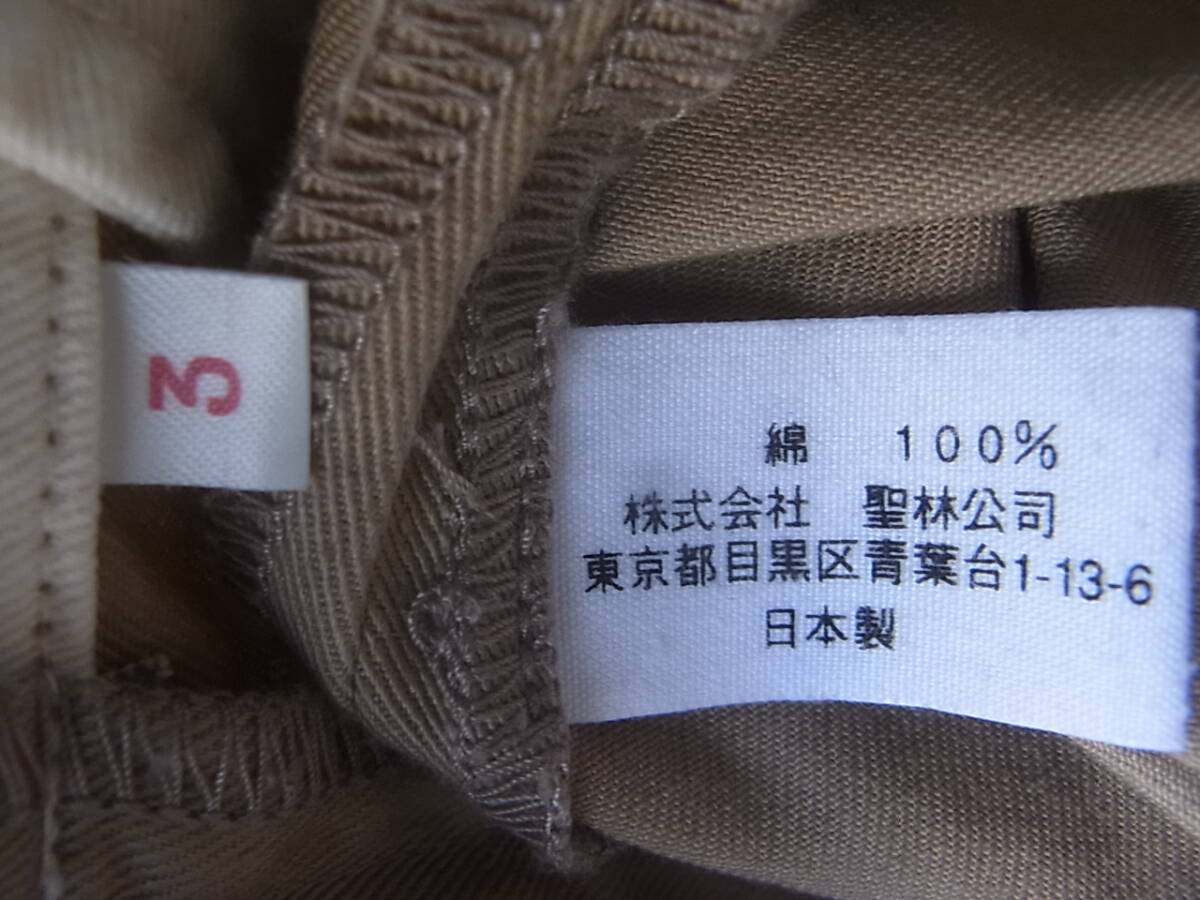 3
綿　100%
株式会社　聖林公司
東京都目黒区青葉台1-13-6
日本製